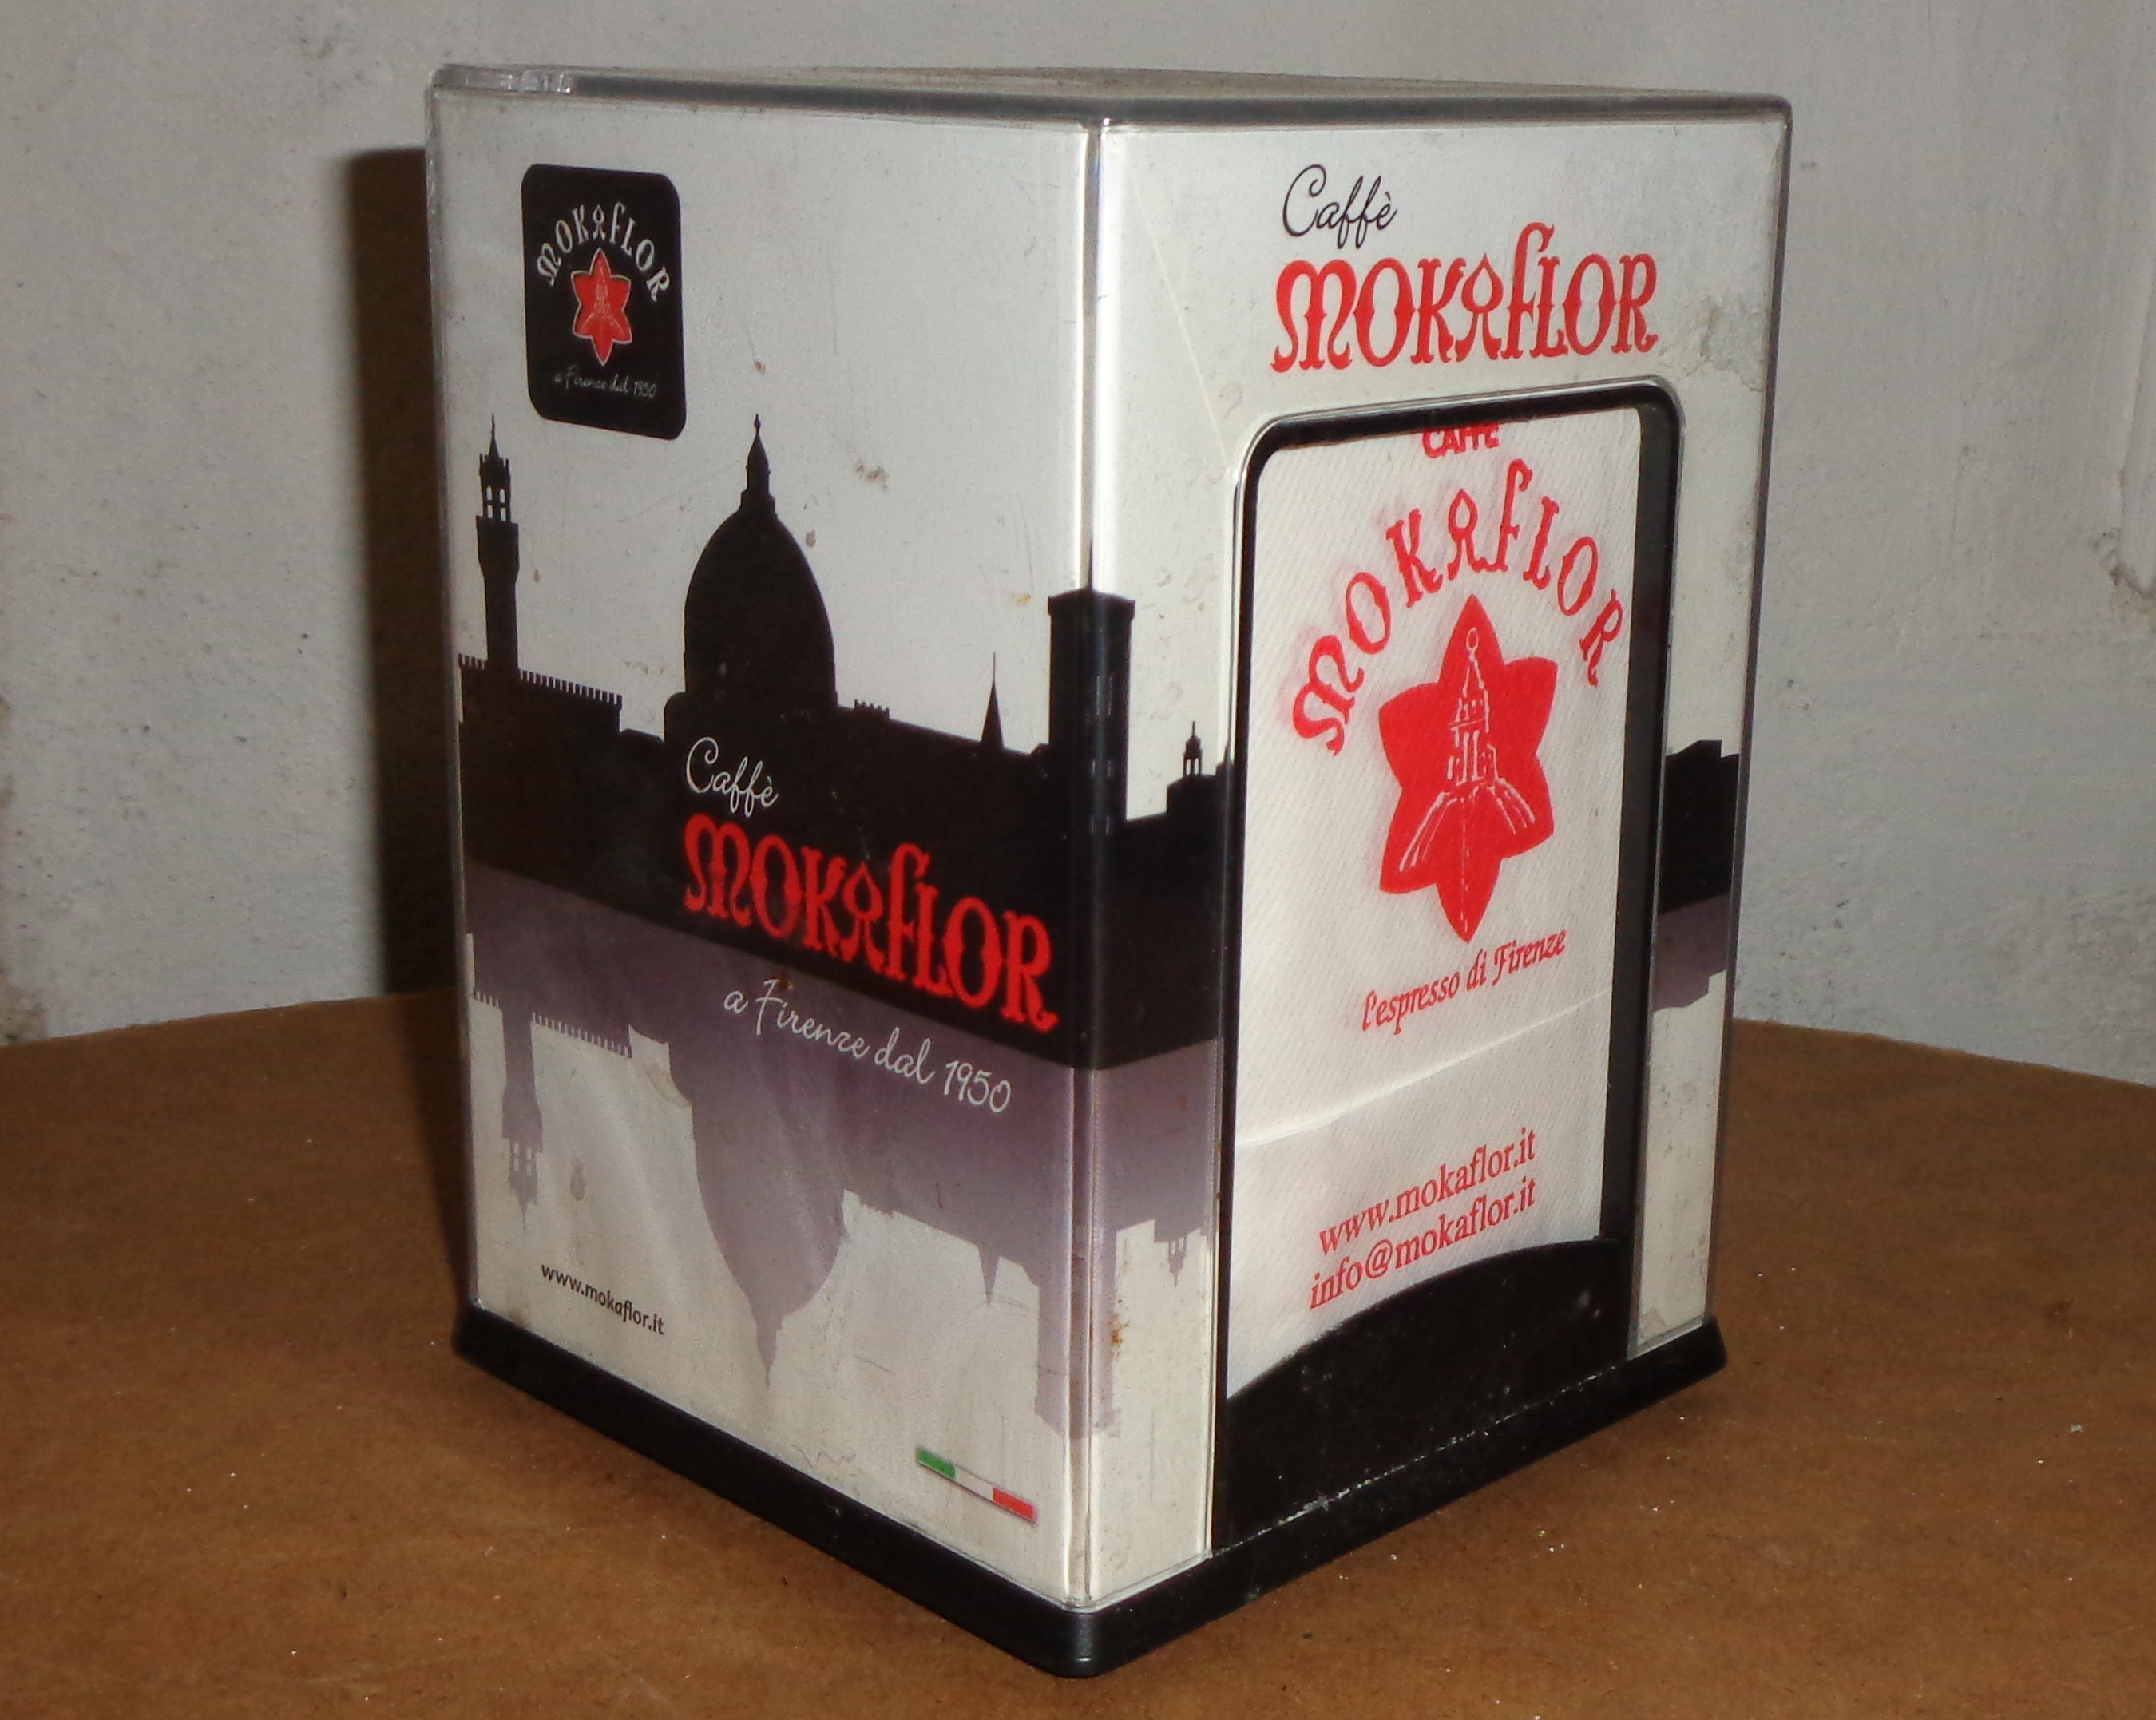 MOKAFLOR
a Firenze dal 1950
Caffè
MOKAFLOR
a Firenze dal 1950
www.mokaflor.it
Caffè
MOKAFLOR
CAFFÈ
MOKAFLOR
l'espresso di Firenze
www.mokaflor.it
info@mokaflor.it